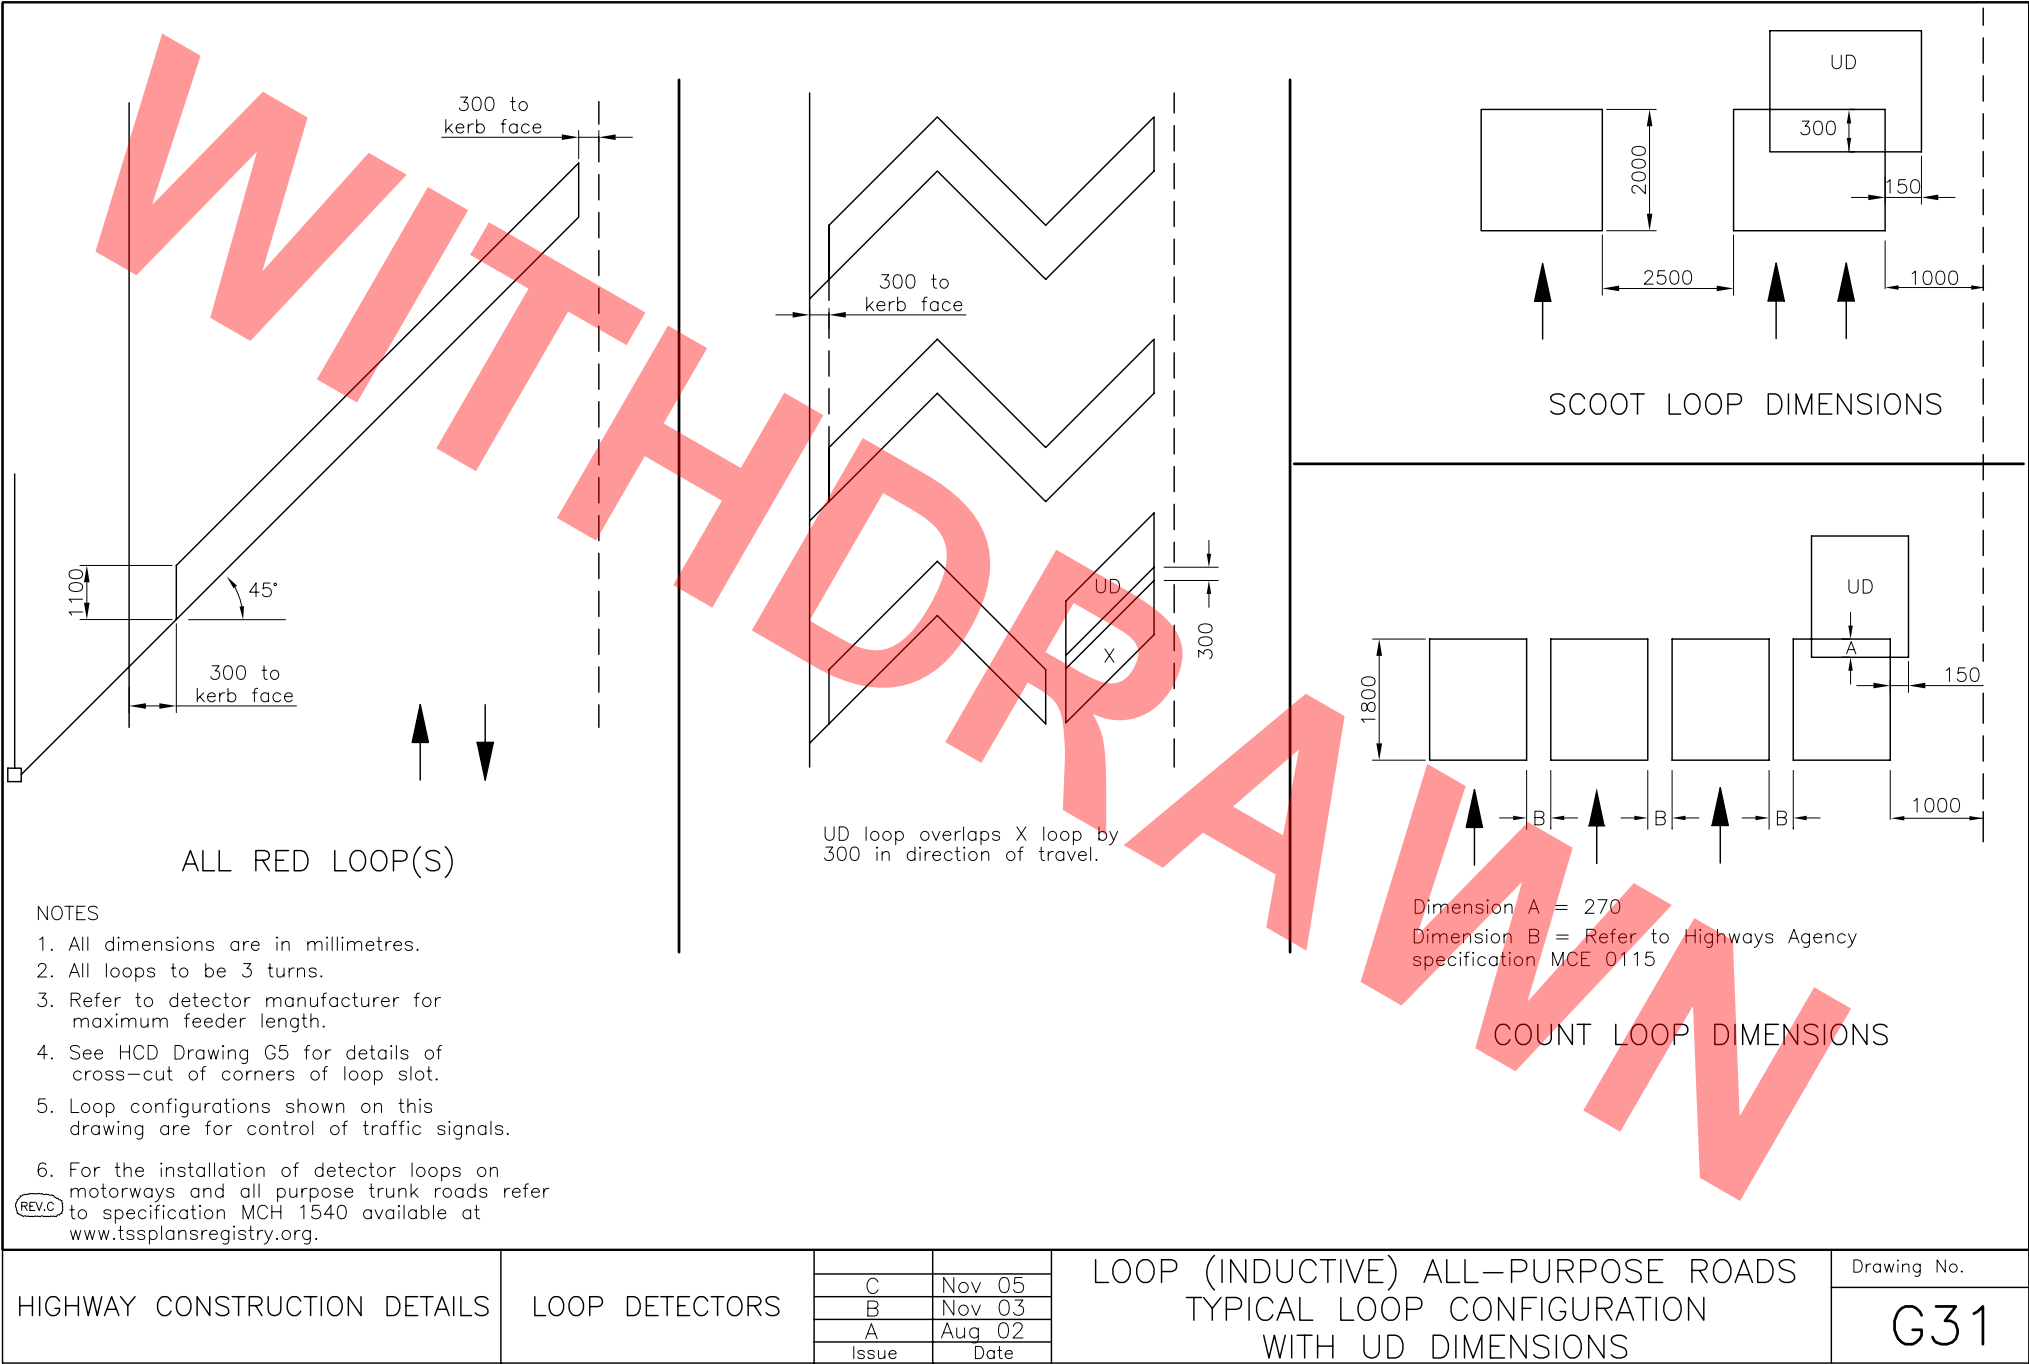 300 to
kerb face
1100
45°
300 to
kerb face
ALL RED LOOP(S)
300 to
kerb face
UD
X
300
UD loop overlaps X loop by
300 in direction of travel.
UD
300
2000
150
2500
1000
SCOOT LOOP DIMENSIONS
UD
A
150
1800
B
B
B
1000
Dimension A = 270
Dimension B = Refer to Highways Agency
specification MCE 0115
COUNT LOOP DIMENSIONS
WITHDRAWN
NOTES
1. All dimensions are in millimetres.
2. All loops to be 3 turns.
3. Refer to detector manufacturer for
maximum feeder length.
4. See HCD Drawing G5 for details of
cross-cut of corners of loop slot.
5. Loop configurations shown on this
drawing are for control of traffic signals.
6. For the installation of detector loops on
motorways and all purpose trunk roads refer
REV.C to specification MCH 1540 available at
www.tssplansregistry.org.
HIGHWAY CONSTRUCTION DETAILS
LOOP DETECTORS
C Nov 05
B Nov 03
A Aug 02
Issue Date
LOOP (INDUCTIVE) ALL-PURPOSE ROADS
TYPICAL LOOP CONFIGURATION
WITH UD DIMENSIONS
Drawing No.
G31